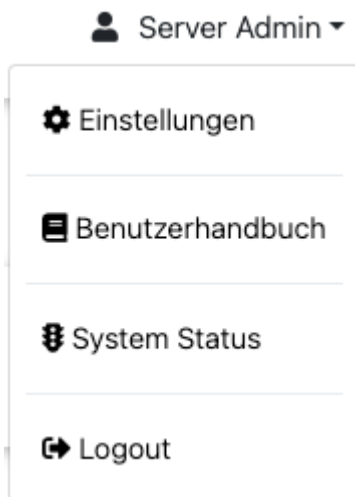 Server Admin
Einstellungen
Benutzerhandbuch
System Status
Logout